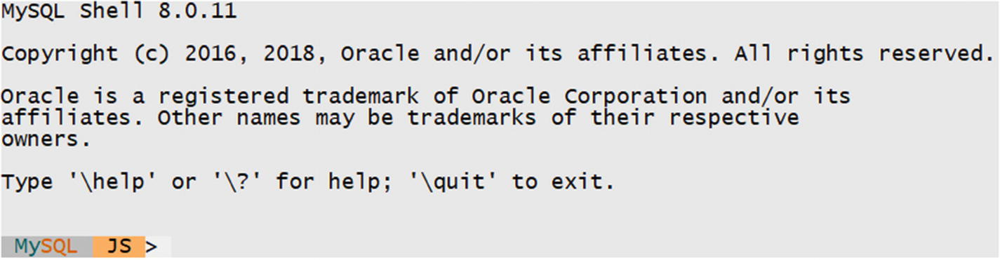 MySQL Shell 8.0.11
Copyright (c) 2016, 2018, Oracle and/or its affiliates. All rights reserved.
Oracle is a registered trademark of Oracle Corporation and/or its
affiliates. Other names may be trademarks of their respective
owners.
Type '\help' or '\?' for help; '\quit' to exit.
MySQL JS >